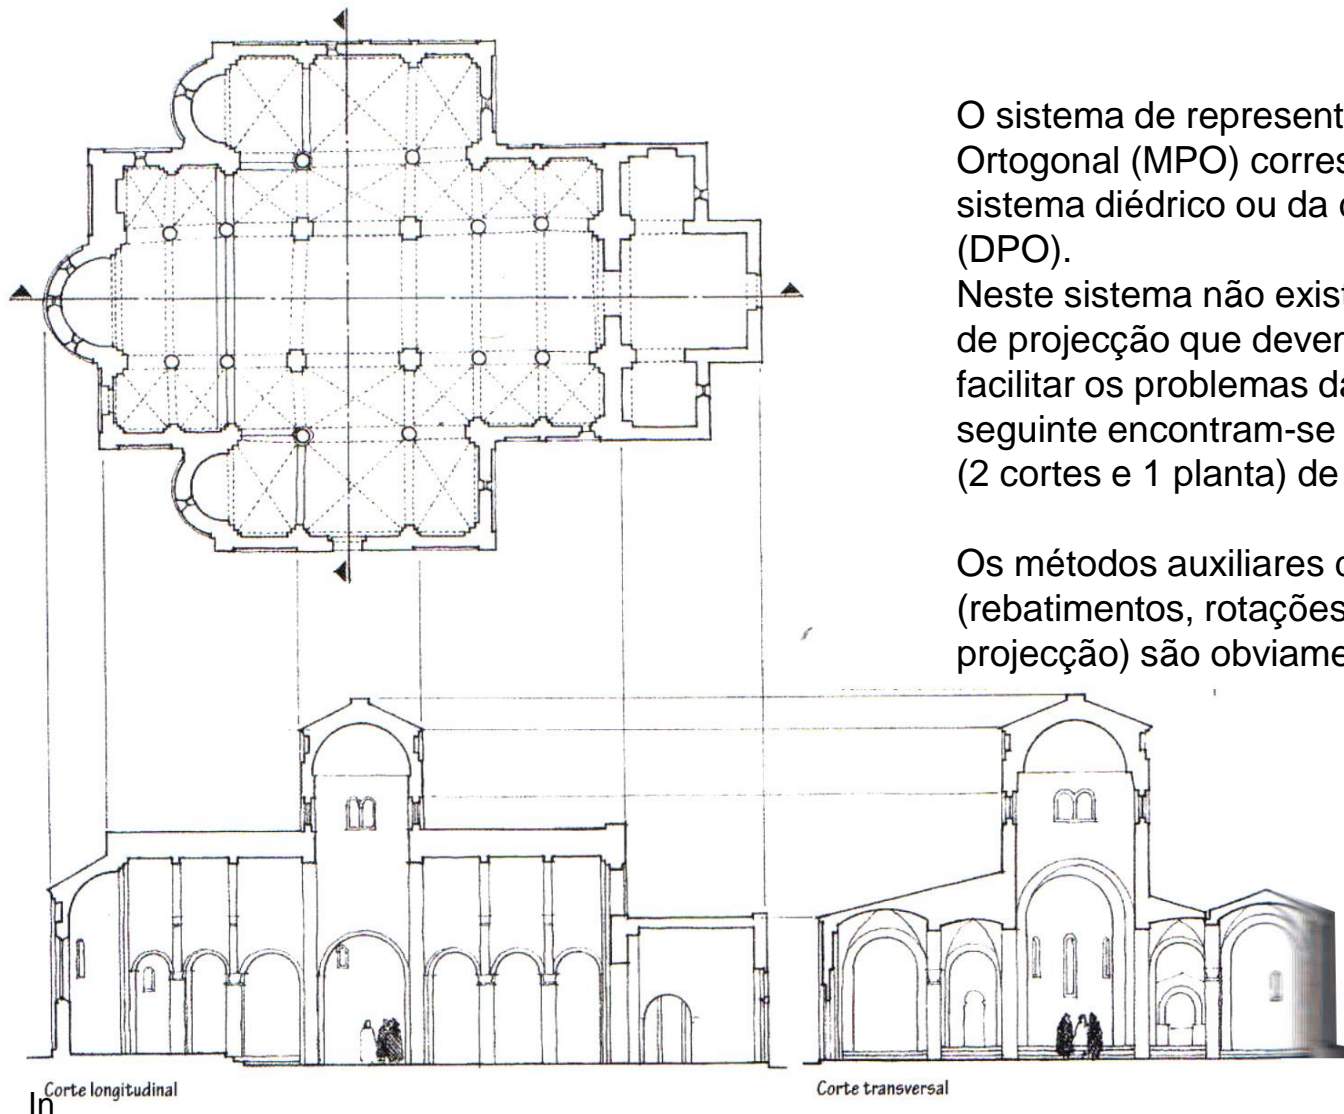 O sistema de represent
Ortogonal (MPO) corres
sistema diédrico ou da d
(DPO).
Neste sistema não exist
de projecção que dever
facilitar os problemas da
seguinte encontram-se
(2 cortes e 1 planta) de
Os métodos auxiliares d
(rebatimentos, rotações
projecção) são obviame
Corte longitudinal
Corte transversal
In